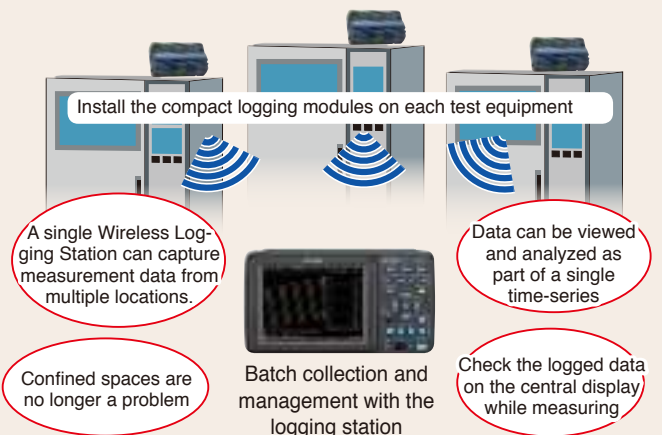 Install the compact logging modules on each test equipment
A single Wireless Log-
ging Station can capture
measurement data from
multiple locations.
Data can be viewed
and analyzed as
part of a single
time-series
Confined spaces are
no longer a problem
Batch collection and
management with the
logging station
Check the logged data
on the central display
while measuring